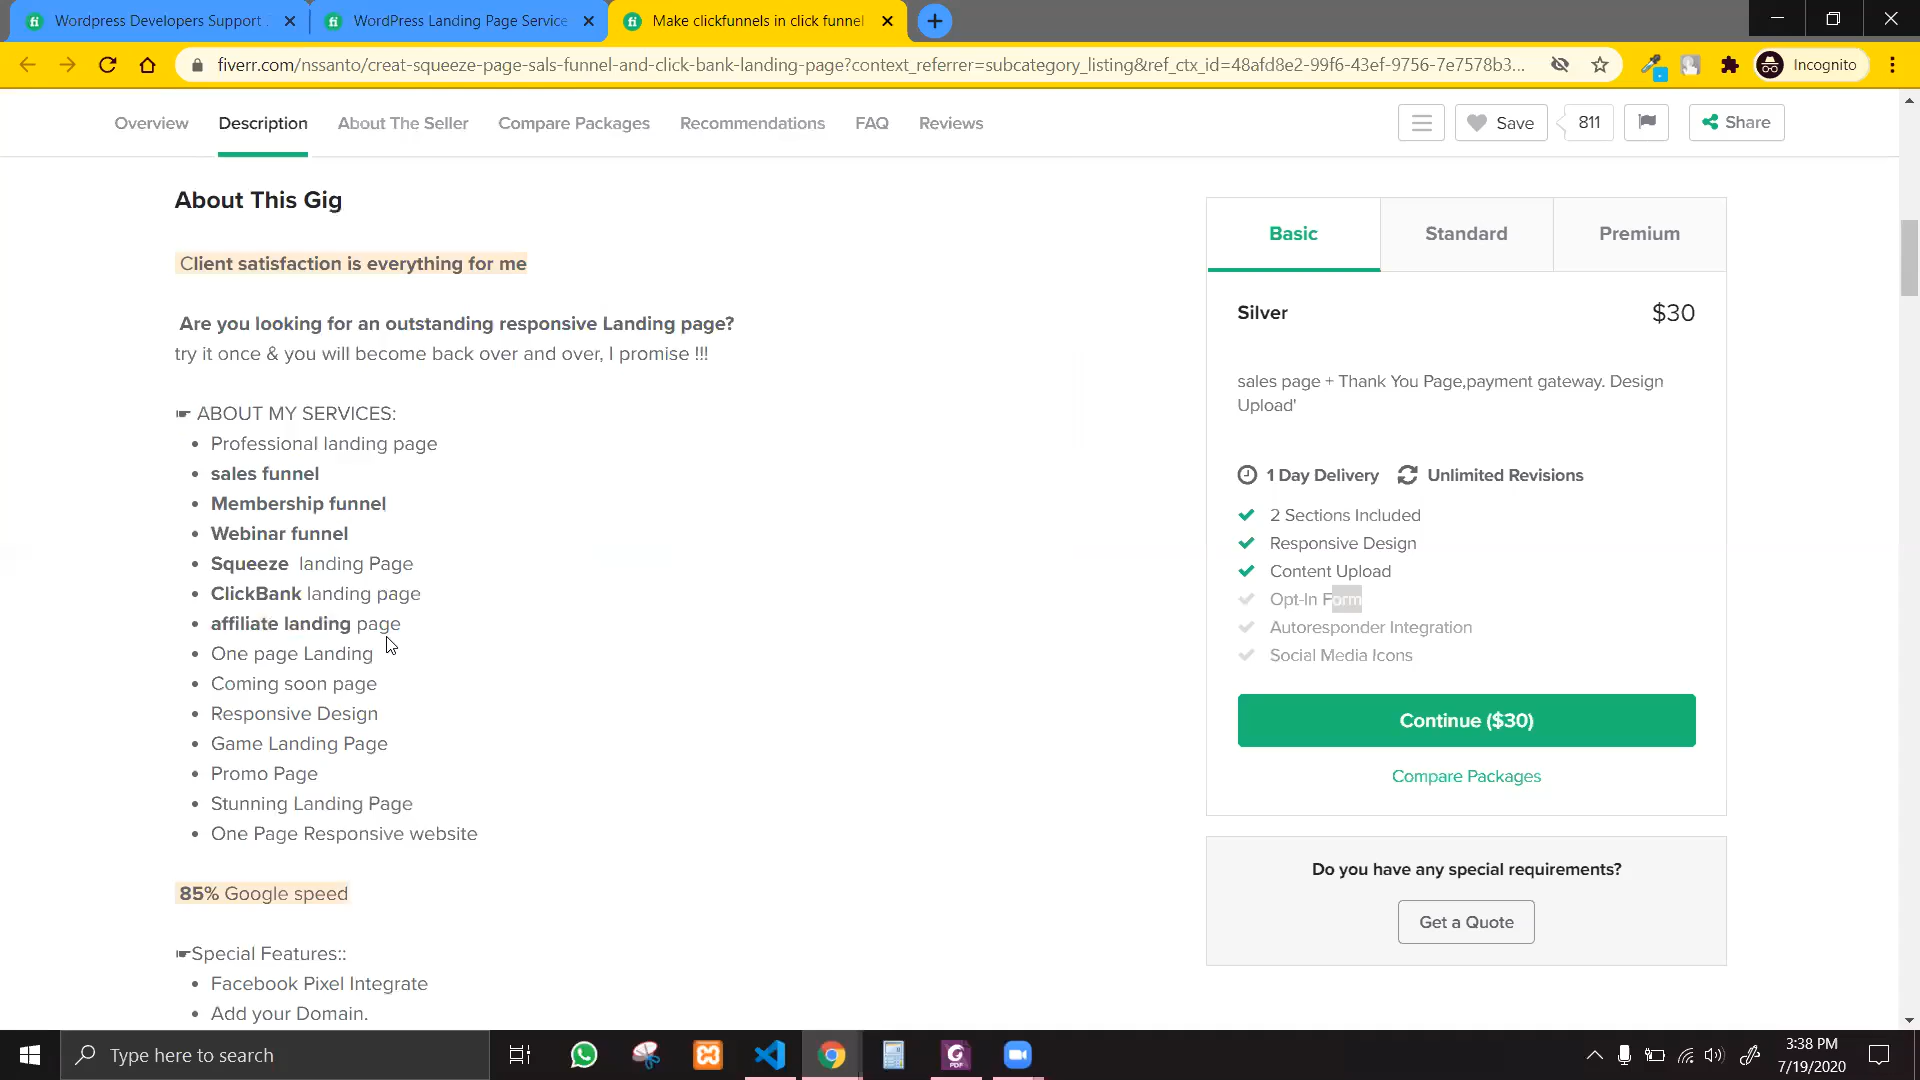 Wordpress Developers Support
WordPress Landing Page Service
Make clickfunnels in click funnel
fiverr.com/nssanto/creat-squeeze-page-sals-funnel-and-click-bank-landing-page?context_referrer=subcategory_listing&ref_ctx_id=48afd8e2-99f6-43ef-9756-7e7578b3...
Incognito
Overview
Description
About The Seller
Compare Packages
Recommendations
FAQ
Reviews
Save
811
Share
About This Gig
Client satisfaction is everything for me
Are you looking for an outstanding responsive Landing page?
try it once & you will become back over and over, I promise !!!
☛ ABOUT MY SERVICES:
• Professional landing page
• sales funnel
• Membership funnel
• Webinar funnel
• Squeeze landing Page
• ClickBank landing page
• affiliate landing page
• One page Landing
• Coming soon page
• Responsive Design
• Game Landing Page
• Promo Page
• Stunning Landing Page
• One Page Responsive website
85% Google speed
☛Special Features::
• Facebook Pixel Integrate
• Add your Domain.
Basic
Standard
Premium
Silver
$30
sales page + Thank You Page,payment gateway. Design
Upload'
1 Day Delivery
Unlimited Revisions
2 Sections Included
Responsive Design
Content Upload
Opt-In Form
Autoresponder Integration
Social Media Icons
Continue ($30)
Compare Packages
Do you have any special requirements?
Get a Quote
Type here to search
3:38 PM
7/19/2020